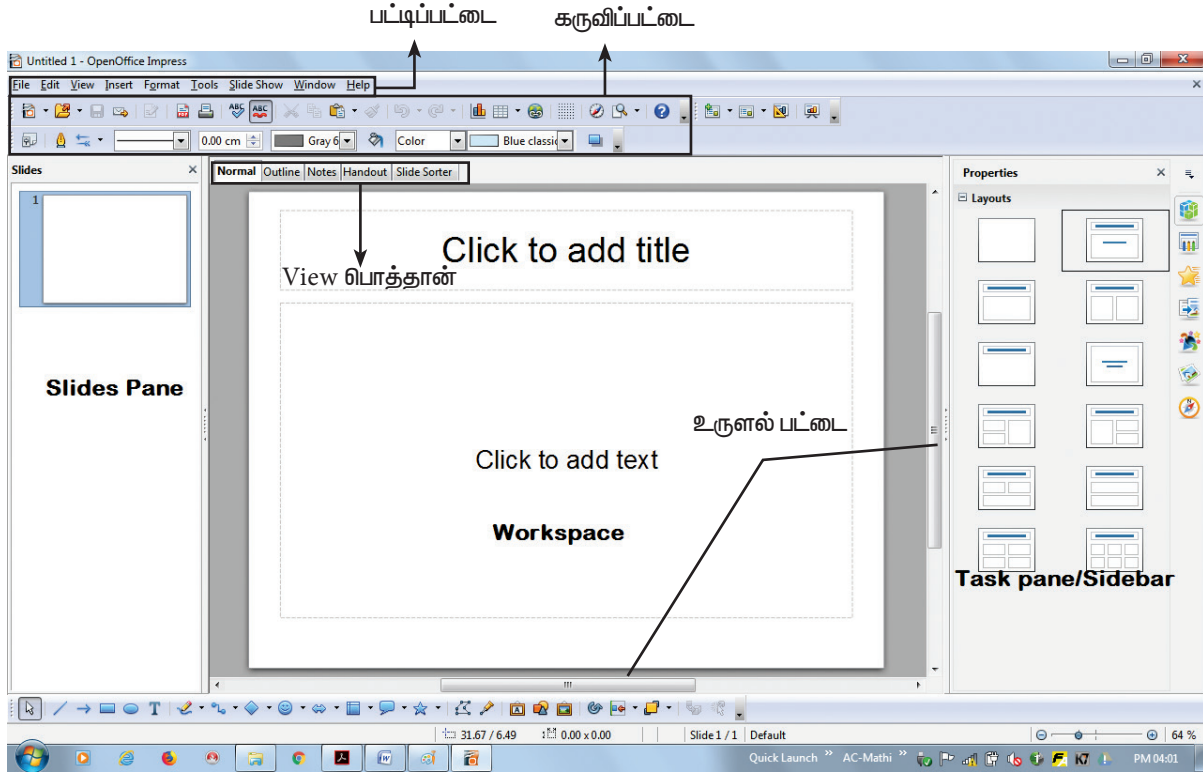 பட்டிப்பட்டை கருவிப்பட்டை
Untitled 1 - OpenOffice Impress
File Edit View Insert Format Tools Slide Show Window Help
0.00 cm Gray 6 Color Blue classic
Slides
Normal Outline Notes Handout Slide Sorter
Properties
Layouts
1
Click to add title
View பொத்தான்
Slides Pane
உருளல் பட்டை
Click to add text
Workspace
Task pane/Sidebar
31.67 / 6.49 0.00 x 0.00 Slide 1 / 1 Default 64 %
Quick Launch AC-Mathi PM 04:01